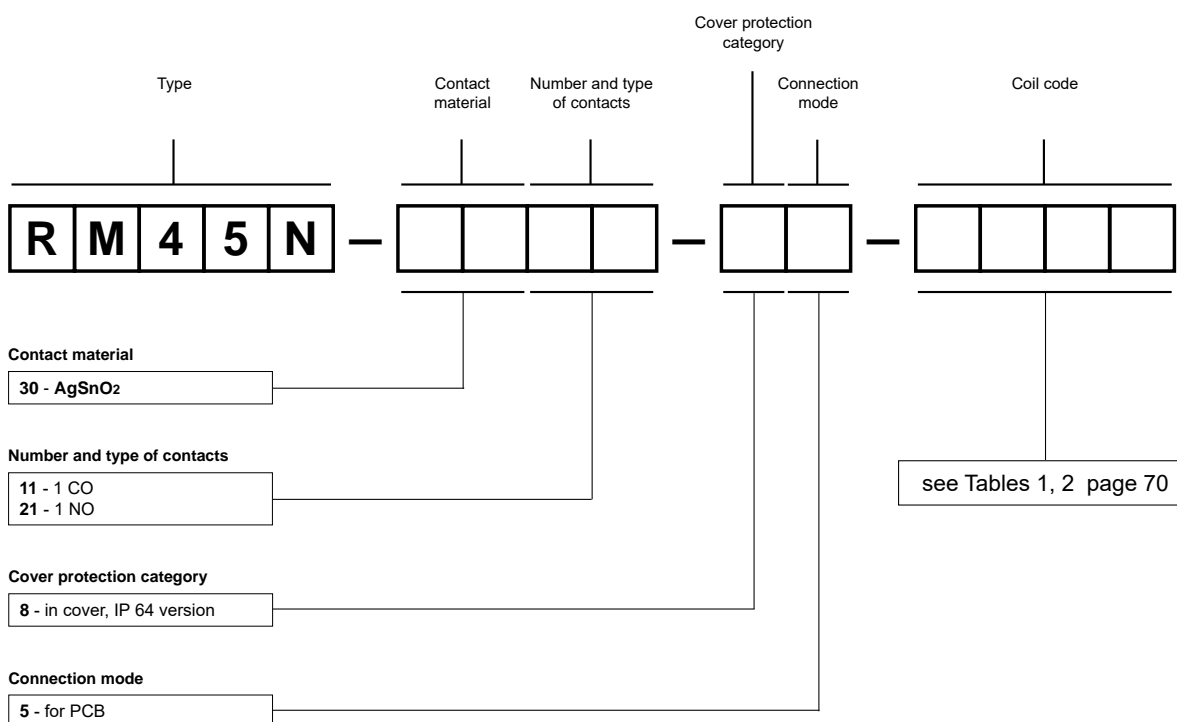 Cover protection
category
Type
Contact
material
Number and type
of contacts
Connection
mode
Coil code
R M 4 5 N – – –
Contact material
30 - AgSnO2
Number and type of contacts
11 - 1 CO
21 - 1 NO
see Tables 1, 2 page 70
Cover protection category
8 - in cover, IP 64 version
Connection mode
5 - for PCB